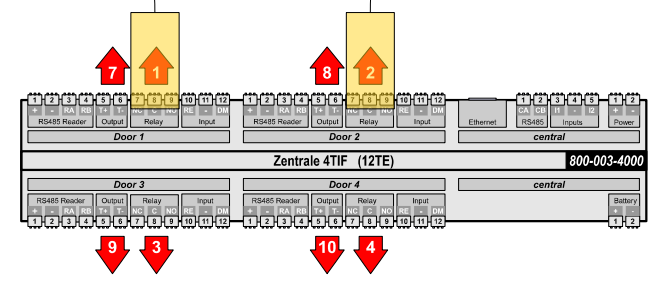 7 1 8 2
1 2 3 4 5 6 7 8 9 10 11 12 1 2 3 4 5 6 7 8 9 10 11 12 1 2 3 4 5 1 2
+ - RA RB T+ T- NC C NO RE - DM + - RA RB T+ T- NC C NO RE - DM CA CB I1 - I2 + -
RS485 Reader Output Relay Input RS485 Reader Output Relay Input Ethernet RS485 Inputs Power
Door 1 Door 2 central
Zentrale 4TIF (12TE) 800-003-4000
Door 3 Door 4 central
RS485 Reader Output Relay Input RS485 Reader Output Relay Input Battery
+ - RA RB T+ T- NC C NO RE - DM + - RA RB T+ T- NC C NO RE - DM + -
1 2 3 4 5 6 7 8 9 10 11 12 1 2 3 4 5 6 7 8 9 10 11 12 1 2
9 3 10 4